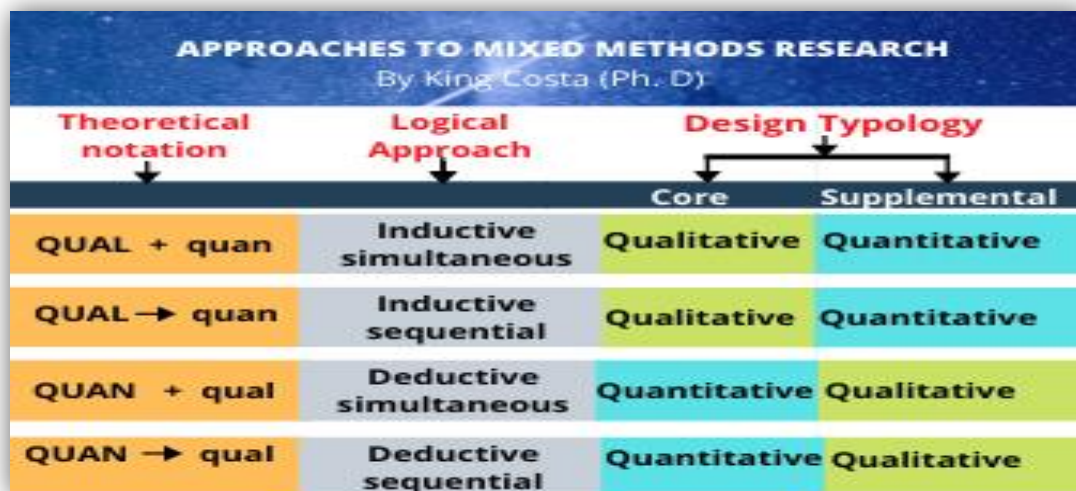 APPROACHES TO MIXED METHODS RESEARCH
By King Costa (Ph. D)
Theoretical notation
Logical Approach
Design Typology
Core Supplemental
QUAL + quan
Inductive simultaneous
Qualitative
Quantitative
QUAL → quan
Inductive sequential
Qualitative
Quantitative
QUAN + qual
Deductive simultaneous
Quantitative
Qualitative
QUAN → qual
Deductive sequential
Quantitative
Qualitative